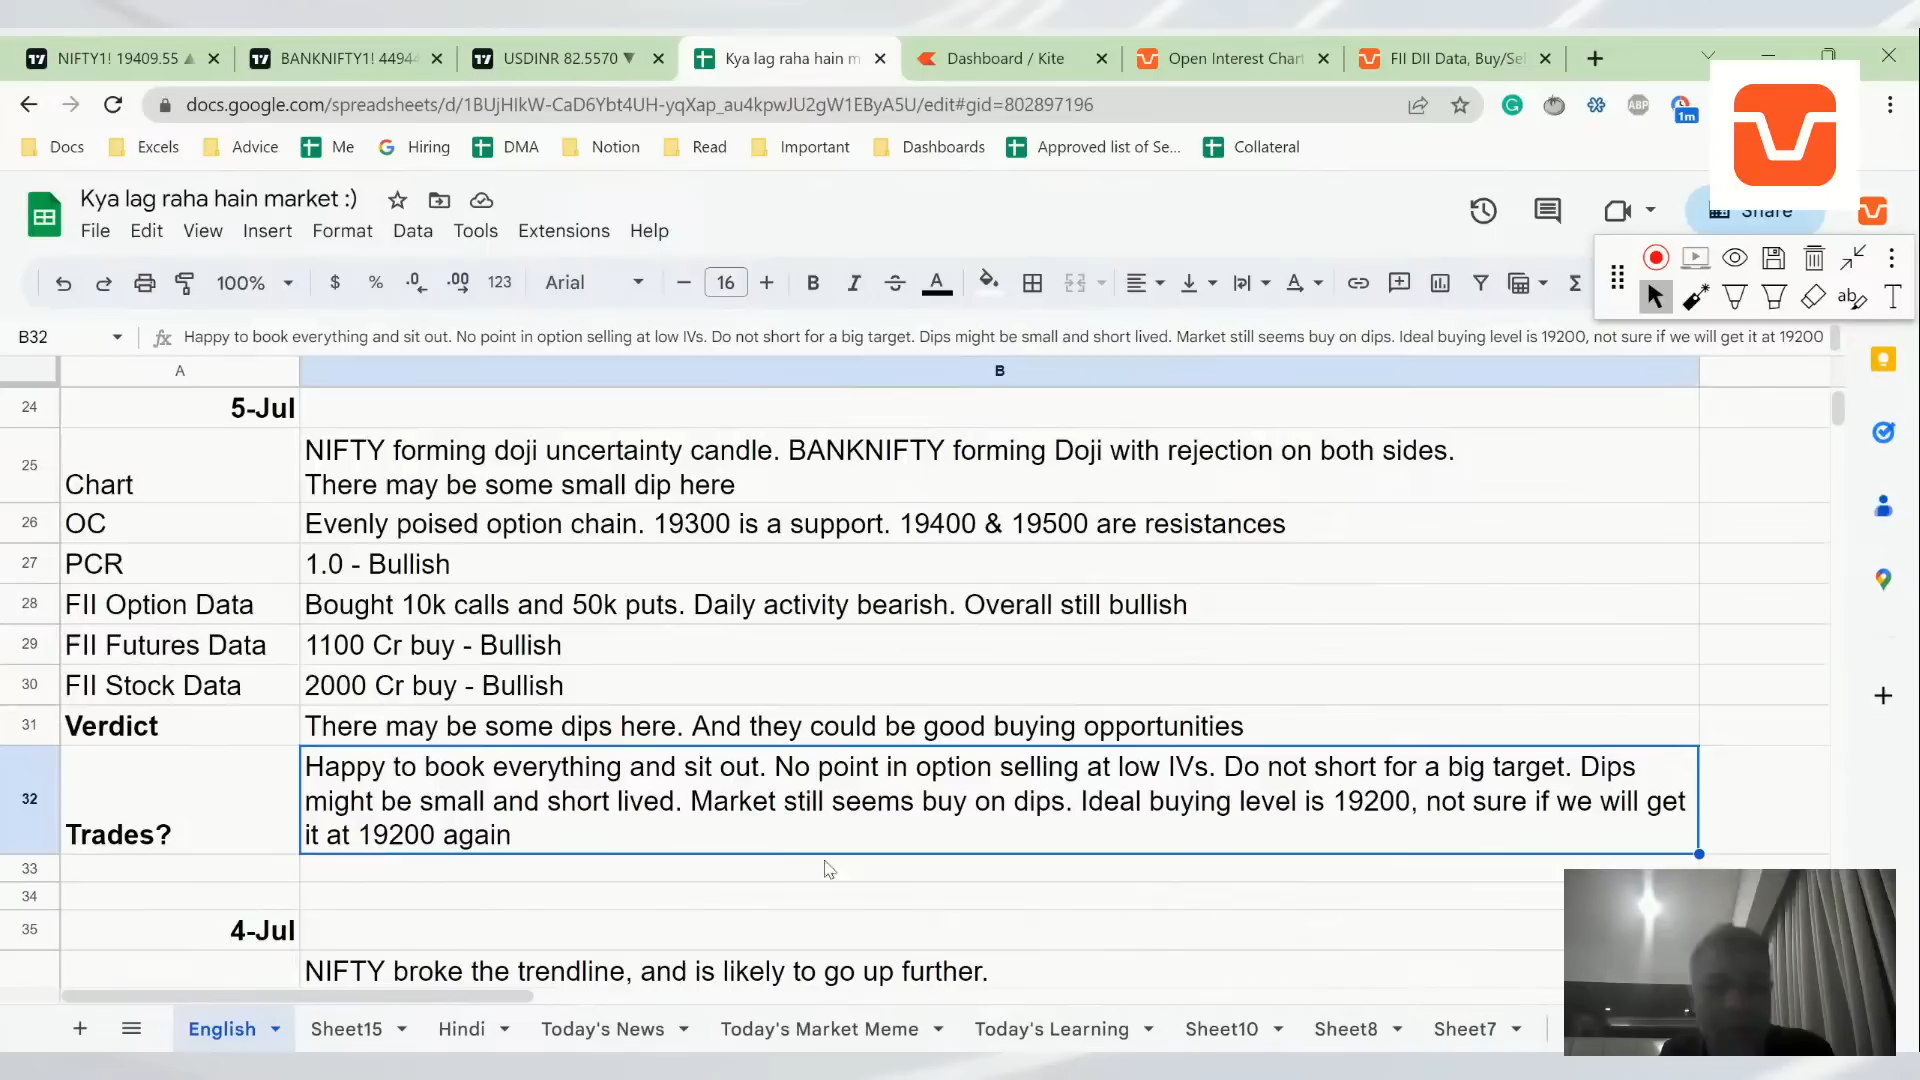 NIFTY1! 19409.55
BANKNIFTY1! 4494
USDINR 82.5570 ▼
Kya lag raha hain m
Dashboard / Kite
Open Interest Chart
FII DII Data, Buy/Sel
docs.google.com/spreadsheets/d/1BUjHIkW-CaD6Ybt4UH-yqXap_au4kpwJU2gW1EByA5U/edit#gid=802897196
ABP
1m
Docs
Excels
Advice
Me
Hiring
DMA
Notion
Read
Important
Dashboards
Approved list of Se...
Collateral
Kya lag raha hain market :)
Share
File Edit View Insert Format Data Tools Extensions Help
100% $ % .0 .00 123 Arial 16 B I A Σ
B32
Happy to book everything and sit out. No point in option selling at low IVs. Do not short for a big target. Dips might be small and short lived. Market still seems buy on dips. Ideal buying level is 19200, not sure if we will get it at 19200
A B
24 5-Jul
NIFTY forming doji uncertainty candle. BANKNIFTY forming Doji with rejection on both sides.
25 Chart There may be some small dip here
26 OC Evenly poised option chain. 19300 is a support. 19400 & 19500 are resistances
27 PCR 1.0 - Bullish
28 FII Option Data Bought 10k calls and 50k puts. Daily activity bearish. Overall still bullish
29 FII Futures Data 1100 Cr buy - Bullish
30 FII Stock Data 2000 Cr buy - Bullish
31 Verdict There may be some dips here. And they could be good buying opportunities
Happy to book everything and sit out. No point in option selling at low IVs. Do not short for a big target. Dips
32 might be small and short lived. Market still seems buy on dips. Ideal buying level is 19200, not sure if we will get
Trades? it at 19200 again
33
34
35 4-Jul
NIFTY broke the trendline, and is likely to go up further.
English Sheet15 Hindi Today's News Today's Market Meme Today's Learning Sheet10 Sheet8 Sheet7